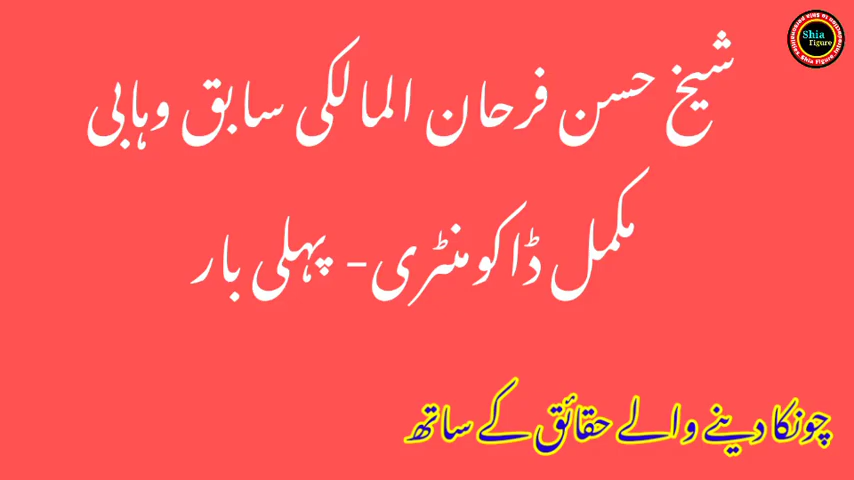 شیخ حسن فرحان المالکی سابق وہابی
مکمل ڈاکومنٹری- پہلی بار
چونکا دینے والے حقائق کے ساتھ
Shia
Figure